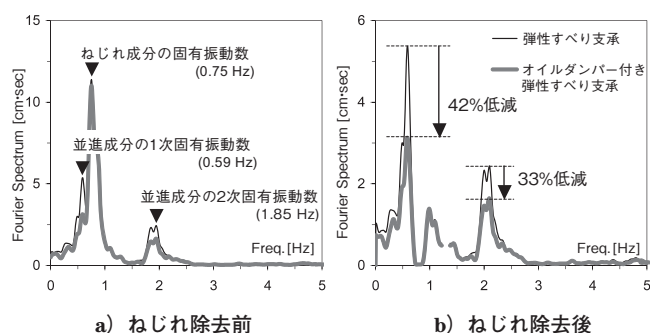 15
10
5
0
Fourier Spectrum [cm・sec]
ねじれ成分の固有振動数
(0.75 Hz)
並進成分の1次固有振動数
(0.59 Hz)
並進成分の2次固有振動数
(1.85 Hz)
Freq.[Hz]
0 1 2 3 4 5
a) ねじれ除去前
6
4
2
0
Fourier Spectrum [cm・sec]
弾性すべり支承
オイルダンパー付き
弾性すべり支承
42%低減
33%低減
Freq.[Hz]
0 1 2 3 4 5
b) ねじれ除去後